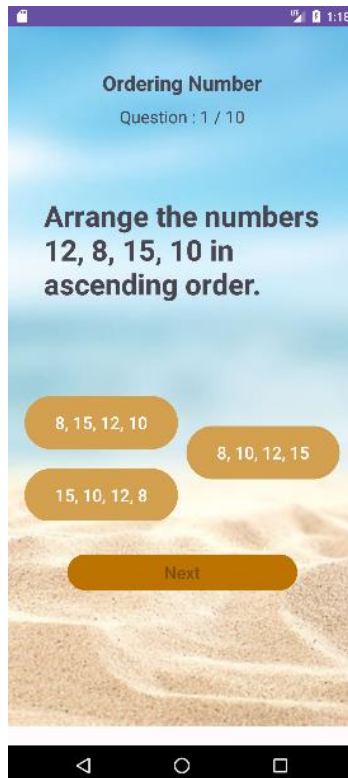 LTE 1:18
Ordering Number
Question : 1 / 10
Arrange the numbers
12, 8, 15, 10 in
ascending order.
8, 15, 12, 10
8, 10, 12, 15
15, 10, 12, 8
Next